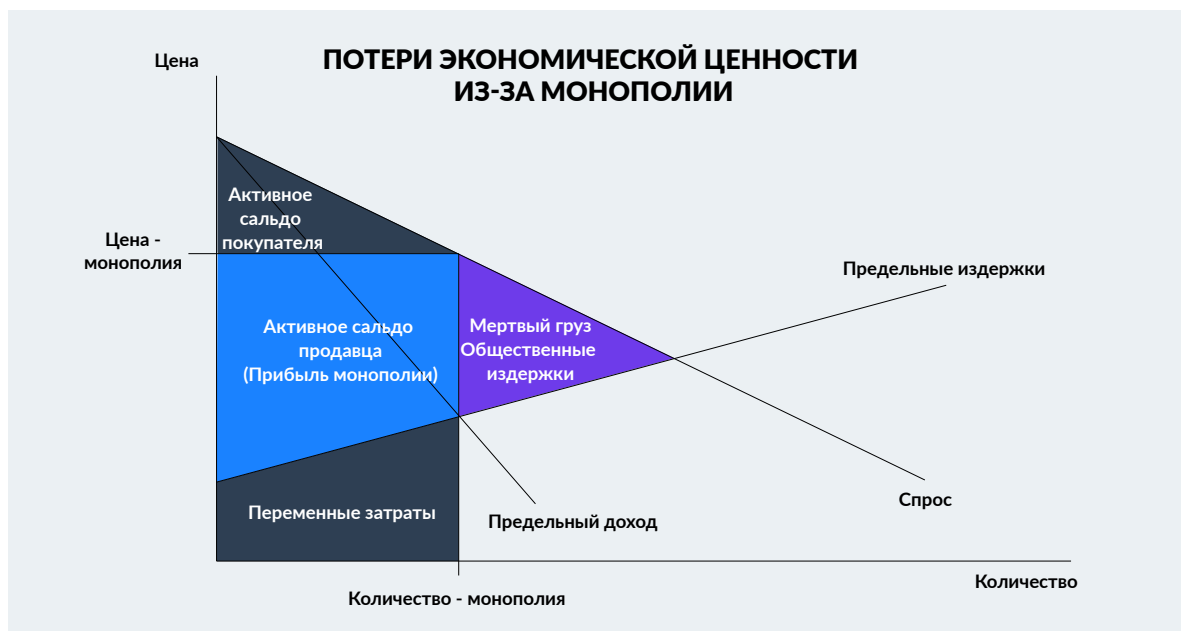 Цена
ПОТЕРИ ЭКОНОМИЧЕСКОЙ ЦЕННОСТИ
ИЗ-ЗА МОНОПОЛИИ
Активное
сальдо
покупателя
Цена -
монополия
Предельные издержки
Активное сальдо
продавца
(Прибыль монополии)
Мертвый груз
Общественные
издержки
Переменные затраты
Предельный доход
Спрос
Количество
Количество - монополия